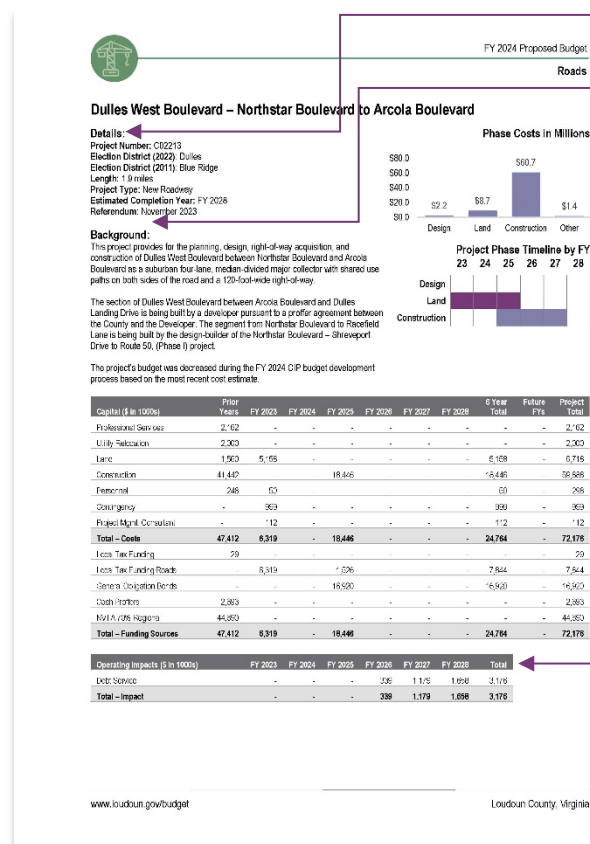 FY 2024 Proposed Budget
Roads
Dulles West Boulevard – Northstar Boulevard to Arcola Boulevard
Details:
Project Number: C02213
Election District (2022): Dulles
Election District (2011): Blue Ridge
Length: 1.9 miles
Project Type: New Roadway
Estimated Completion Year: FY 2028
Referendum: November 2023
Phase Costs in Millions
$80.0
$60.0
$40.0
$20.0
$0.0
$2.2
$8.7
$60.7
$1.4
Design Land Construction Other
Background:
This project provides for the planning, design, right-of-way acquisition, and
construction of Dulles West Boulevard between Northstar Boulevard and Arcola
Boulevard as a suburban four-lane, median-divided major collector with shared use
paths on both sides of the road and a 120-foot-wide right-of-way.
The section of Dulles West Boulevard between Arcola Boulevard and Dulles
Landing Drive is being built by a developer pursuant to a proffer agreement between
the County and the Developer. The segment from Northstar Boulevard to Racefield
Lane is being built by the design-builder of the Northstar Boulevard – Shreveport
Drive to Route 50, (Phase I) project.
The project's budget was decreased during the FY 2024 CIP budget development
process based on the most recent cost estimate.
Project Phase Timeline by FY
23 24 25 26 27 28
Design
Land
Construction
Capital ($ in 1000s) Prior Years FY 2023 FY 2024 FY 2025 FY 2026 FY 2027 FY 2028 6 Year Total Future FYs Project Total
Professional Services 2,162 - - - - - - - - 2,162
Utility Relocation 2,000 - - - - - - - - 2,000
Land 1,560 5,158 - - - - - 5,158 - 6,718
Construction 41,442 - - 18,446 - - - 18,446 -
Personnel 248 50 - - - - - -  298
Contingency - 999 - - - - - 999 - 999
Project Mgmt. Consultant - 112 - - - - - 112 - 112
Total – Costs 47,412 6,319 - 18,446 - - - 24,764 - 72,176
Local Tax Funding 29 - - - - - - - - 29
Local Tax Funding Roads - 6,319 - 1,526 - - - 7,844 - 7,844
General Obligation Bonds - - - 16,920 - - - 16,920 - 16,920
Cash Proffers 2,693 - - - - - - - - 2,693
NVTA 70% Regional 44,690 - - - - - - - - 44,690
Total – Funding Sources 47,412 6,319 - 18,446 - - - 24,764 - 72,176
Operating Impacts ($ in 1000s) FY 2023 FY 2024 FY 2025 FY 2026 FY 2027 FY 2028 Total
Debt Service - - - 339 1,179 1,658 3,176
Total – Impact - - - 339 1,179 1,658 3,176
www.loudoun.gov/budget
Loudoun County, Virginia